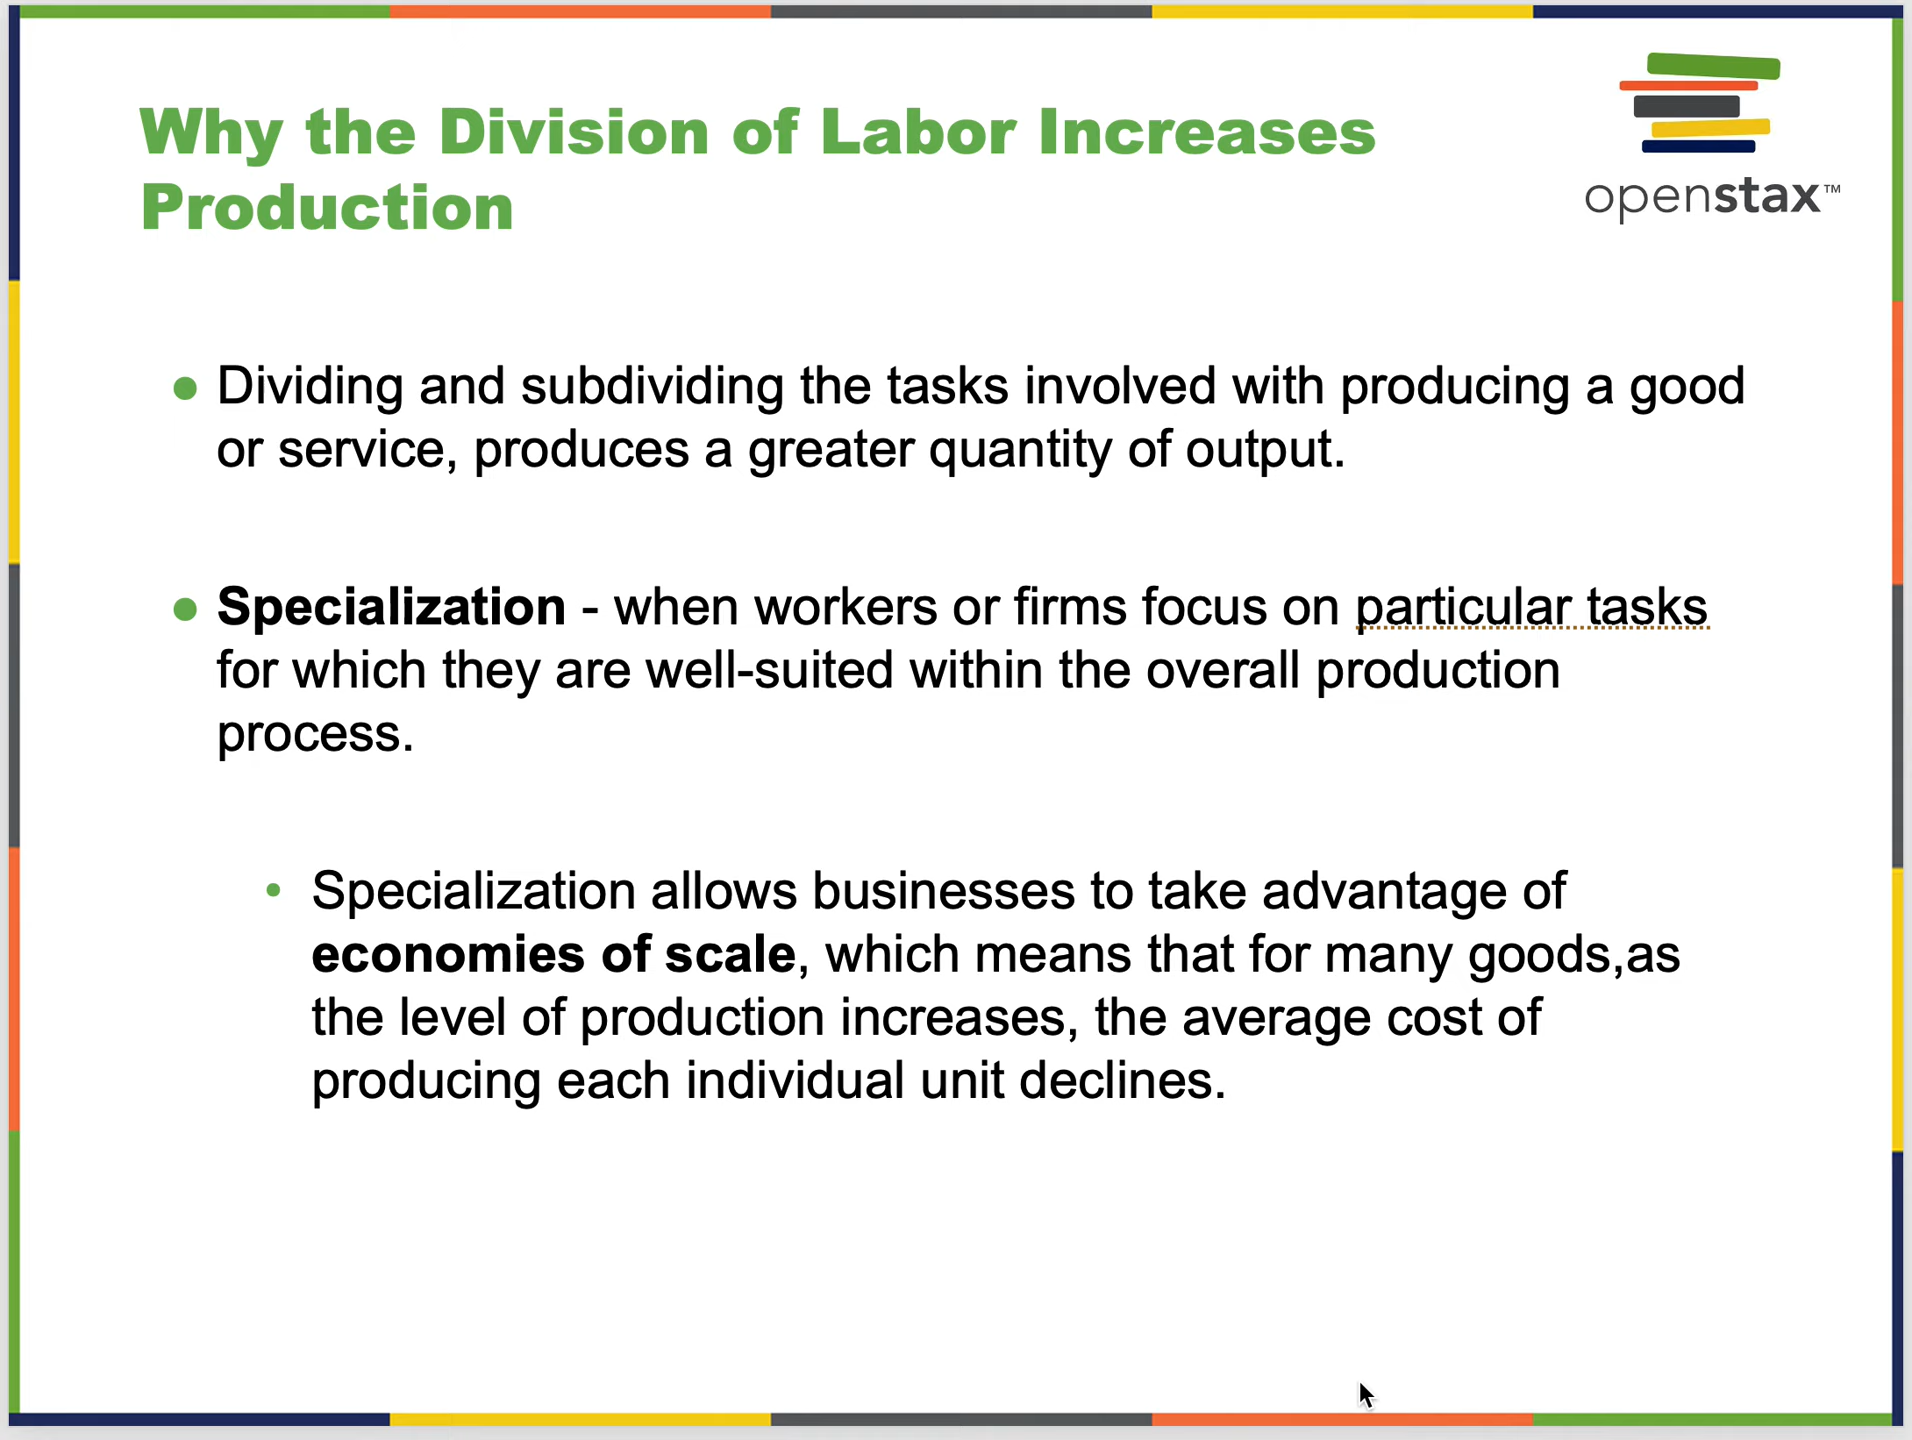 Why the Division of Labor Increases
Production
openstax™
● Dividing and subdividing the tasks involved with producing a good
or service, produces a greater quantity of output.
● Specialization - when workers or firms focus on particular tasks
for which they are well-suited within the overall production
process.
• Specialization allows businesses to take advantage of
economies of scale, which means that for many goods,as
the level of production increases, the average cost of
producing each individual unit declines.